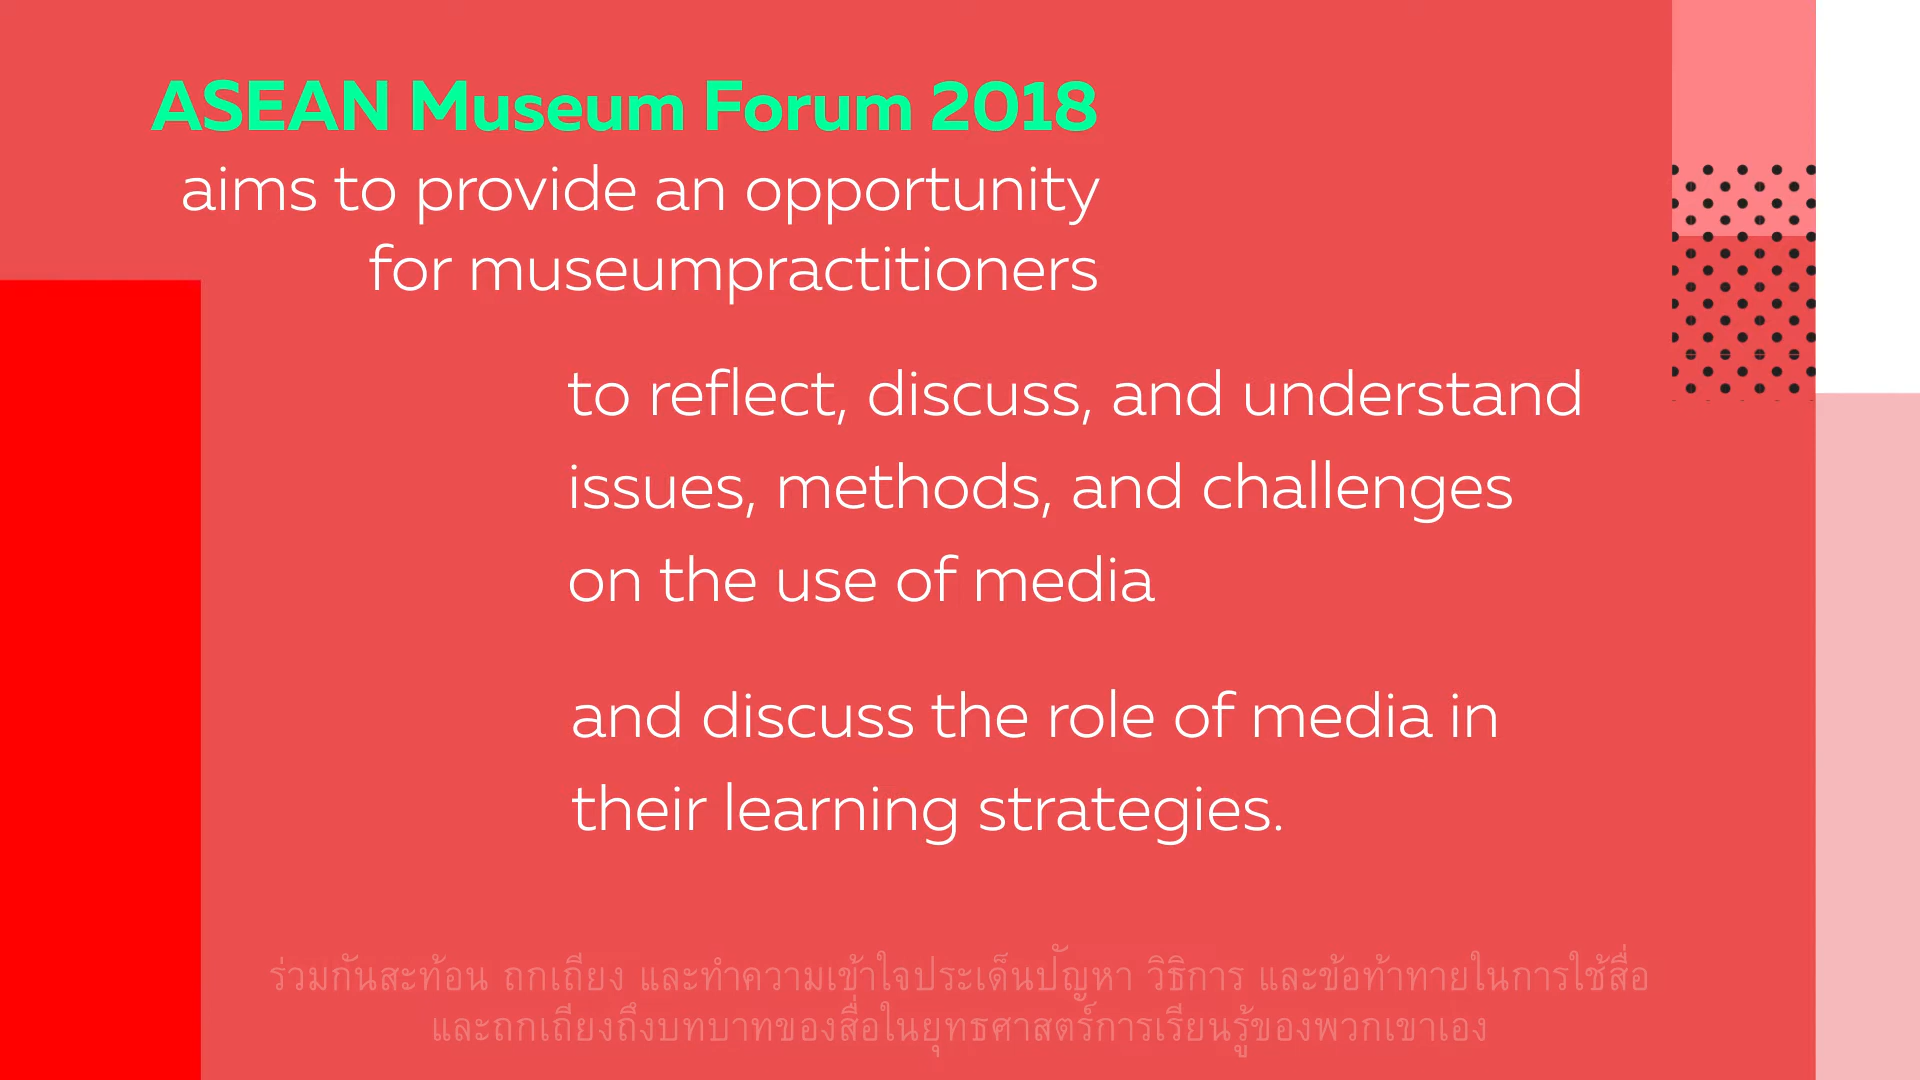 ASEAN Museum Forum 2018
aims to provide an opportunity
for museumpractitioners
to reflect, discuss, and understand
issues, methods, and challenges
on the use of media
and discuss the role of media in
their learning strategies.
ร่วมกันสะท้อน ถกเถียง และทำความเข้าใจประเด็นปัญหา วิธีการ และข้อท้าทายในการใช้สื่อ
และถกเถียงถึงบทบาทของสื่อในยุทธศาสตร์การเรียนรู้ของพวกเขาเอง